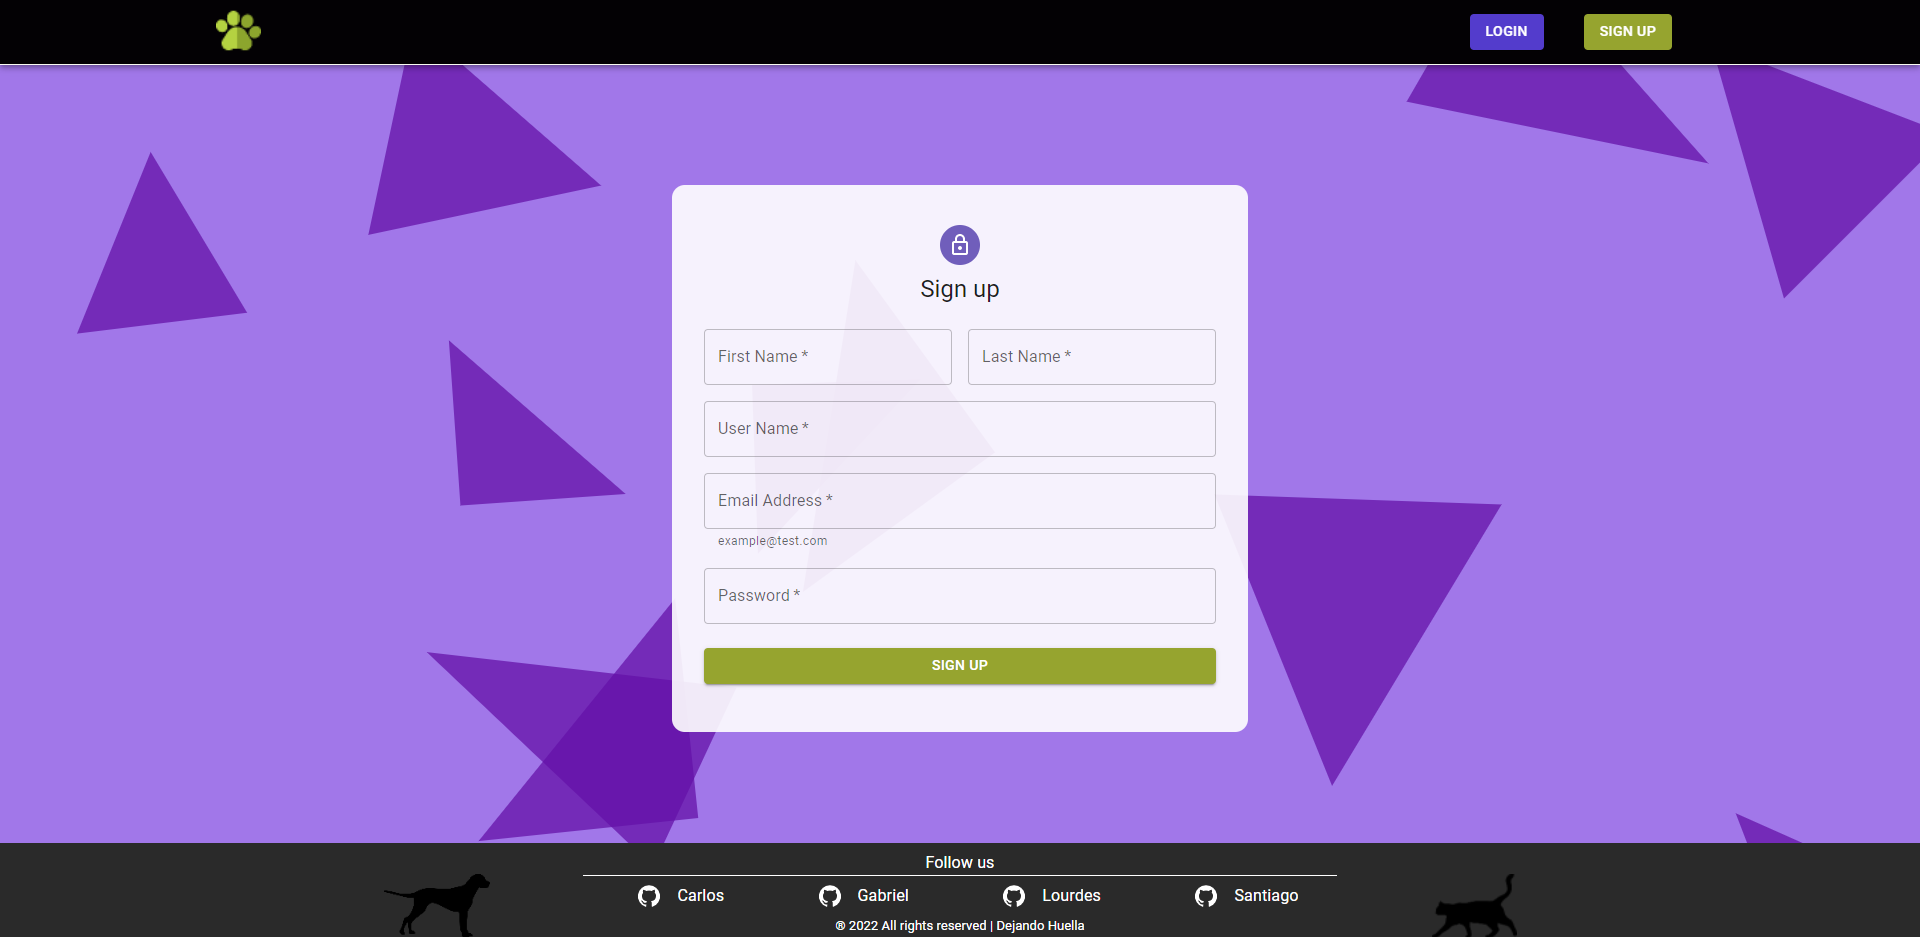 LOGIN SIGN UP
Sign up
First Name * Last Name *
User Name *
Email Address *
example@test.com
Password *
SIGN UP
Follow us
Carlos Gabriel Lourdes Santiago
® 2022 All rights reserved | Dejando Huella